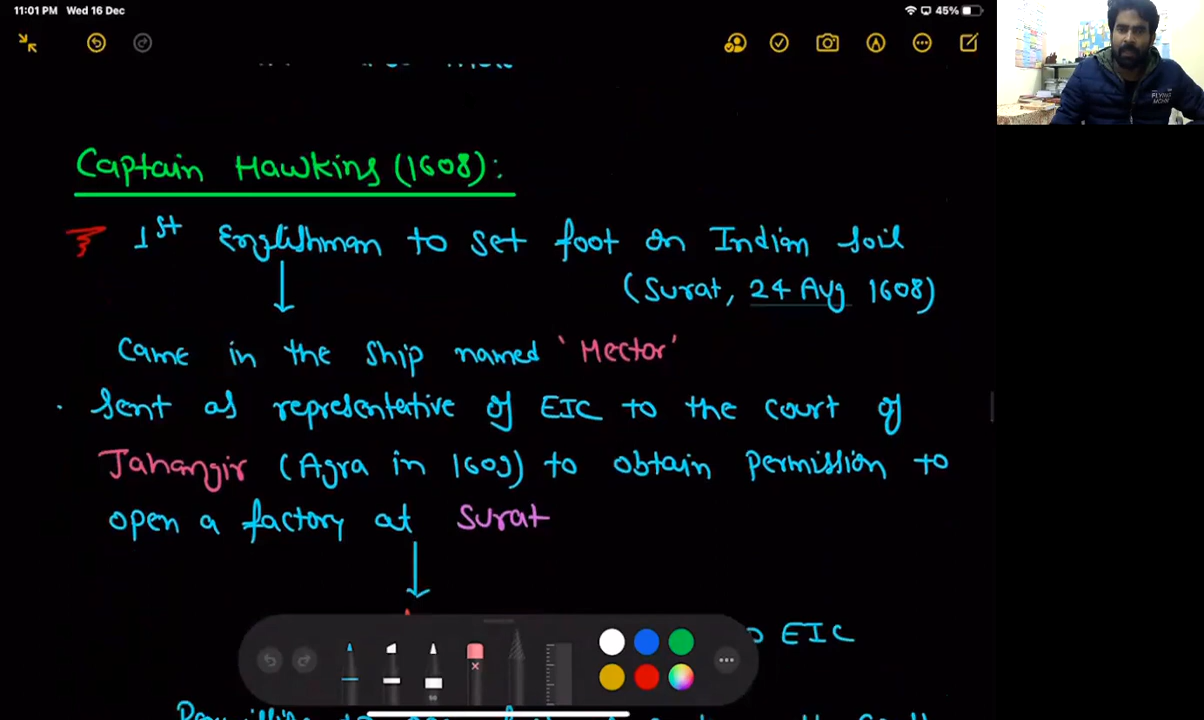 11:01 PM Wed 16 Dec
45%
Captain Hawkins (1608):
1st Englishman to set foot on Indian soil
(Surat, 24 Aug 1608)
Came in the ship named 'Hector'
· Sent as representative of EIC to the court of
Jahangir (Agra in 1609) to obtain permission to
open a factory at Surat
EIC
FLYING
MACHINE